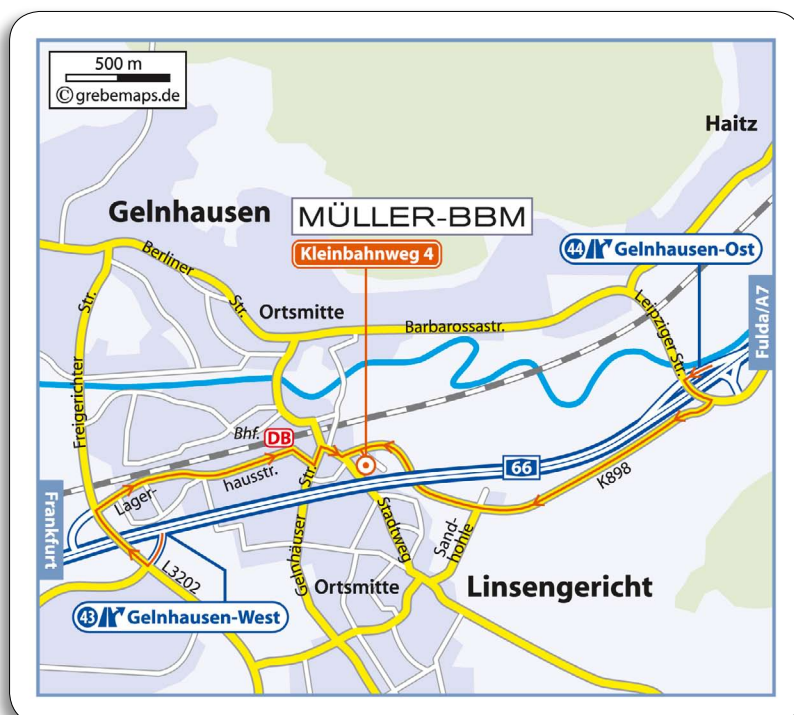 500 m
© grebemaps.de
Haitz
Gelnhausen
MÜLLER-BBM
Kleinbahnweg 4
44 Gelnhausen-Ost
Berliner
Str.
Ortsmitte
Barbarossastr.
Leipziger Str.
Fulda/A7
Freigerichter
Str.
Bhf. DB
Lager-
hausstr.
Gelnhäuser
Str.
66
K898
Stadtweg
Sand-
höhle
Frankfurt
L3202
Ortsmitte
Linsengericht
43 Gelnhausen-West